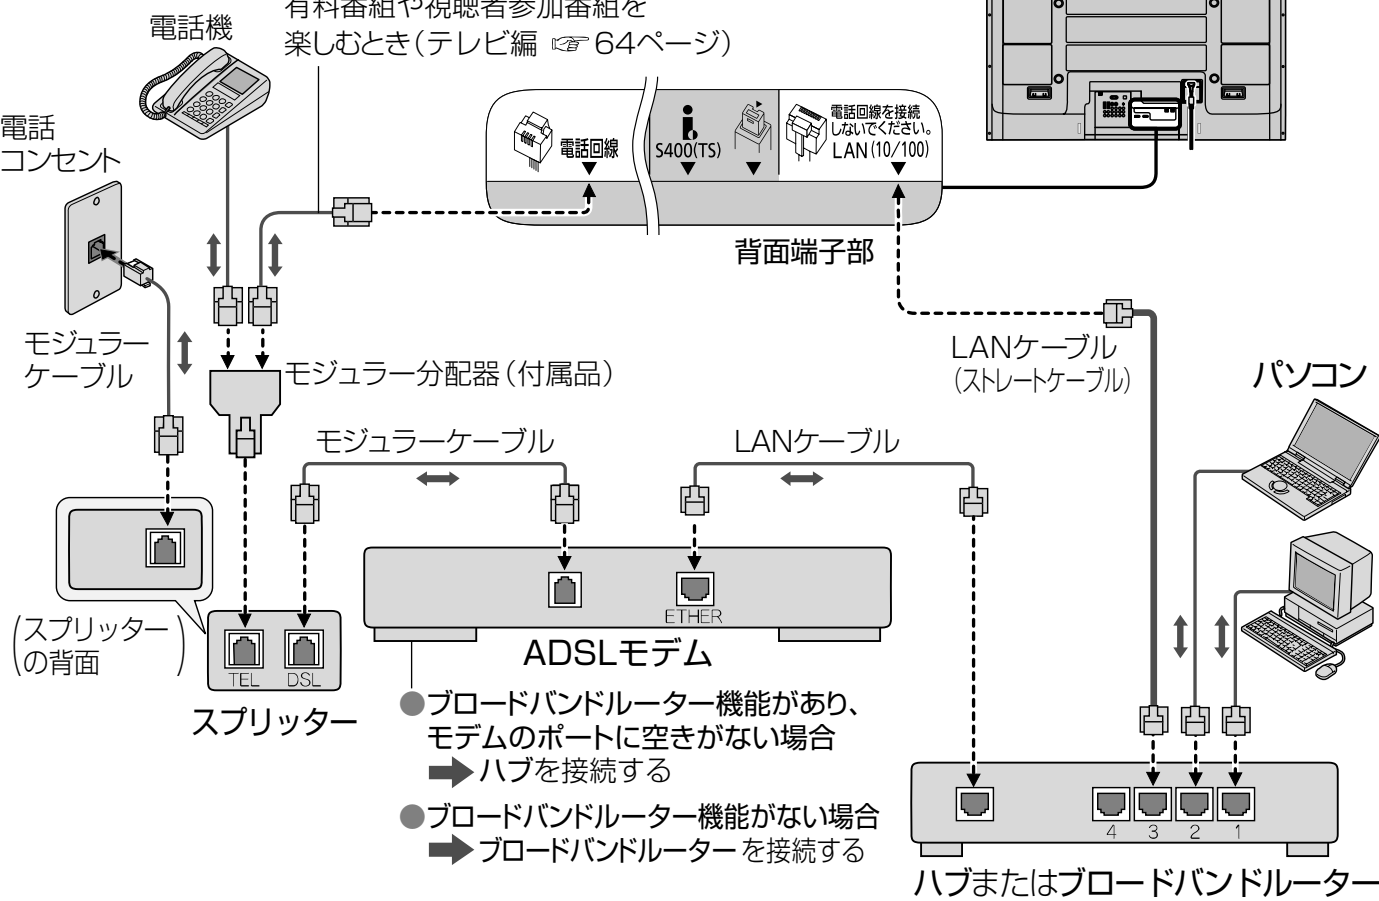 有料番組や視聴者参加番組を
楽しむとき(テレビ編 ☞ 64ページ)
電話機
電話
コンセント
電話回線
i
S400(TS)
電話回線を接続
しないでください。
LAN(10/100)
背面端子部
モジュラー
ケーブル
モジュラー分配器(付属品)
LANケーブル
(ストレートケーブル)
パソコン
モジュラーケーブル
LANケーブル
ETHER
ADSLモデム
(スプリッター
の背面)
TEL DSL
スプリッター
●ブロードバンドルーター機能があり、
モデムのポートに空きがない場合
➡ハブを接続する
●ブロードバンドルーター機能がない場合
➡ブロードバンドルーターを接続する
4 3 2 1
ハブまたはブロードバンドルーター